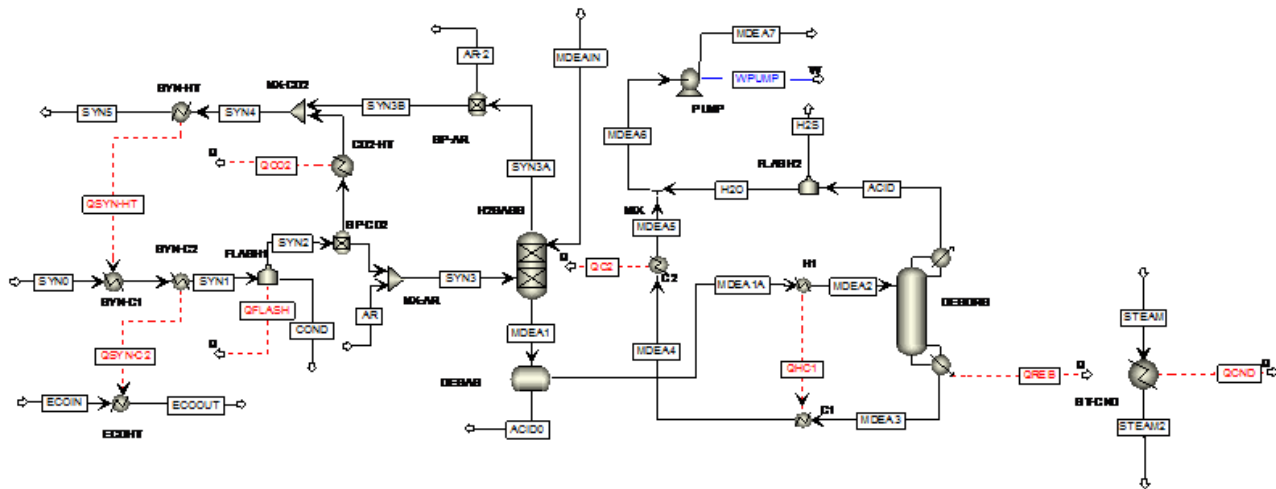 MDEA7
AR-2
MDEAIN
W
WPUMP
SYN-HT
MX-CO2
PUMP
SYN5
SYN4
SYN3B
MDEA6
H2S
CO2-HT
SP-AR
FLASH2
Q
QCO2
SYN3A
H2O
ACID
QSYN-HT
MIX
H2SABS
MDEA5
SP-CO2
SYN-C2
FLASH1
SYN2
Q
QC2
C2
H1
SYN0
SYN1
SYN3
MDEA1A
MDEA2
SYN-C1
MX-AR
DESORB
STEAM
QFLASH
AR
COND
MDEA1
MDEA4
QSYN-C2
Q
QHC1
QREB
Q
QCND
Q
DEGAS
C1
ST-CND
ECOIN
ECOOUT
MDEA3
ECOHT
ACID0
STEAM2